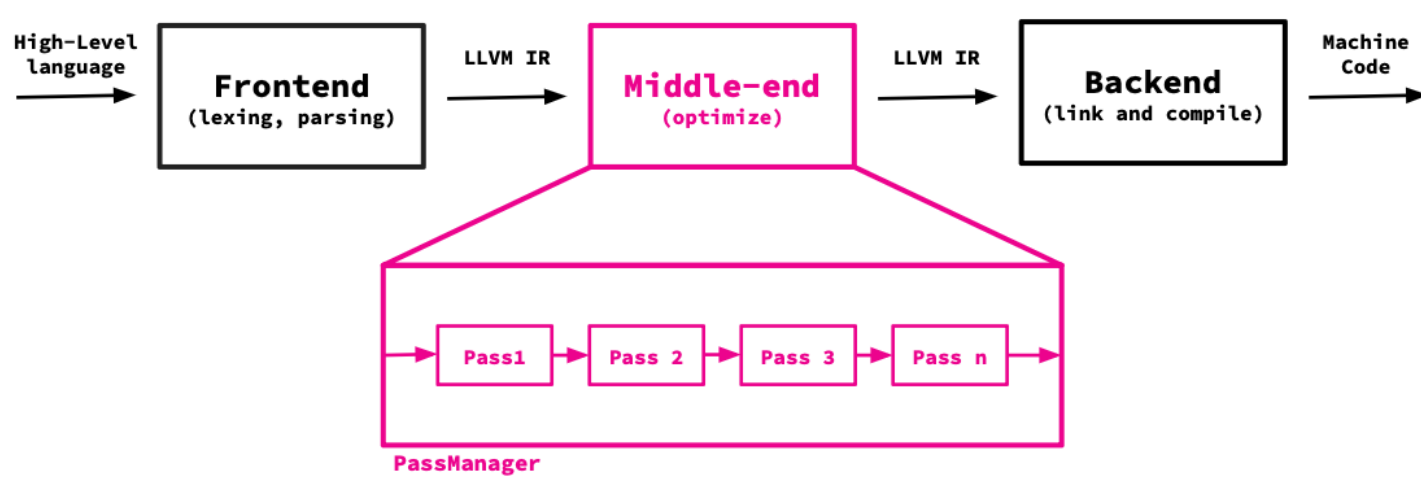 High-Level
language
Frontend
(lexing, parsing)
LLVM IR
Middle-end
(optimize)
LLVM IR
Backend
(link and compile)
Machine
Code
Pass1
Pass 2
Pass 3
Pass n
PassManager